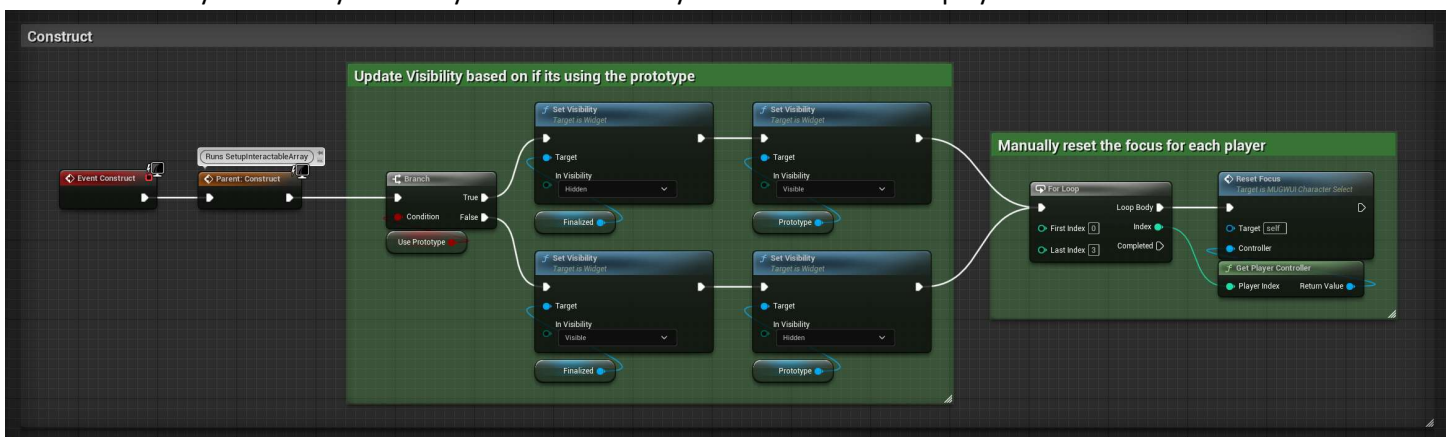 Construct
Update Visibility based on if its using the prototype
Manually reset the focus for each player
Runs SetupInteractableArray
Event Construct
Parent: Construct
Branch
True
Condition
False
Use Prototype
f Set Visibility
Target is Widget
Target
In Visibility
Hidden
Finalized
f Set Visibility
Target is Widget
Target
In Visibility
Visible
Prototype
f Set Visibility
Target is Widget
Target
In Visibility
Visible
Finalized
f Set Visibility
Target is Widget
Target
In Visibility
Hidden
Prototype
For Loop
Loop Body
First Index 0
Index
Last Index 3
Completed
Reset Focus
Target is MUGWUI Character Select
Target self
Controller
f Get Player Controller
Player Index Return Value